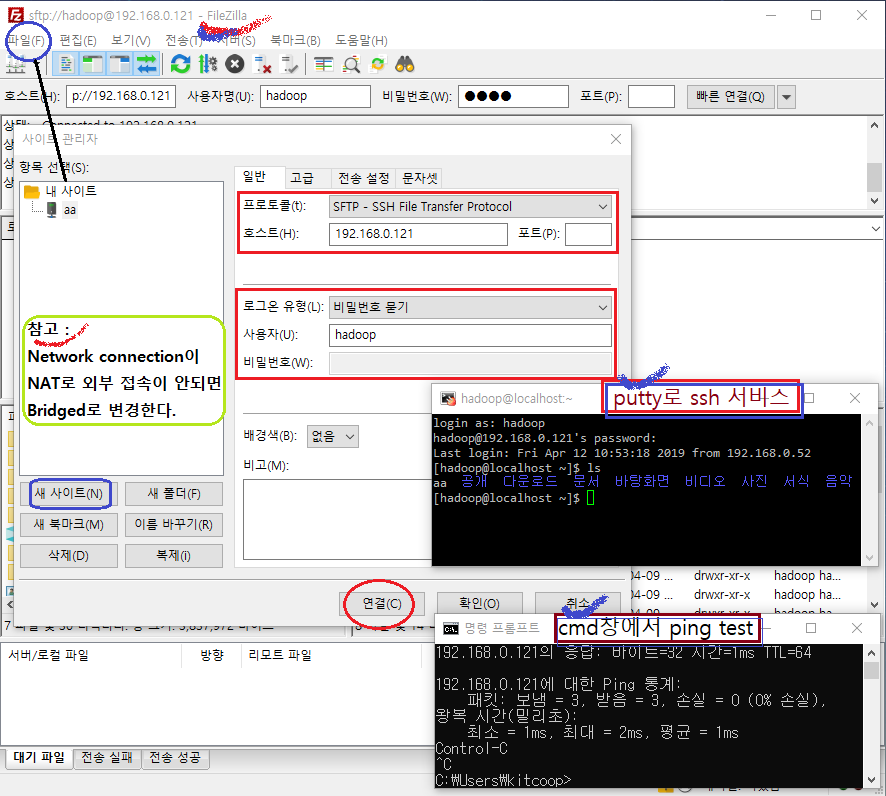 sftp://hadoop@192.168.0.121 - FileZilla
파일(F) 편집(E) 보기(V) 전송(T) 서버(S) 북마크(B) 도움말(H)
호스트(H): p://192.168.0.121 사용자명(U): hadoop 비밀번호(W): ●●●● 포트(P): 빠른 연결(Q)
상태: Connected to 192.168.0.121
사이트 관리자
항목 선택(S):
내 사이트
aa
일반 고급 전송 설정 문자셋
프로토콜(t): SFTP - SSH File Transfer Protocol
호스트(H): 192.168.0.121 포트(P):
로그온 유형(L): 비밀번호 묻기
사용자(U): hadoop
비밀번호(W):
참고 :
Network connection이
NAT로 외부 접속이 안되면
Bridged로 변경한다.
배경색(B): 없음
비고(M):
새 사이트(N) 새 폴더(F)
새 북마크(M) 이름 바꾸기(R)
삭제(D) 복제(i)
연결(C) 확인(O) 취소
hadoop@localhost:~
putty로 ssh 서비스
login as: hadoop
hadoop@192.168.0.121's password:
Last login: Fri Apr 12 10:53:18 2019 from 192.168.0.52
[hadoop@localhost ~]$ ls
aa 공개 다운로드 문서 바탕화면 비디오 사진 서식 음악
[hadoop@localhost ~]$
04-09 ... drwxr-xr-x hadoop ha...
04-09 ... drwxr-xr-x hadoop ha...
서버/로컬 파일 방향 리모트 파일
대기 파일 전송 실패 전송 성공
명령 프롬프트
cmd창에서 ping test
192.168.0.121의 응답: 바이트=32 시간=1ms TTL=64
192.168.0.121에 대한 Ping 통계:
패킷: 보냄 = 3, 받음 = 3, 손실 = 0 (0% 손실),
왕복 시간(밀리초):
최소 = 1ms, 최대 = 2ms, 평균 = 1ms
Control-C
^C
C:\Users\kitcoop>